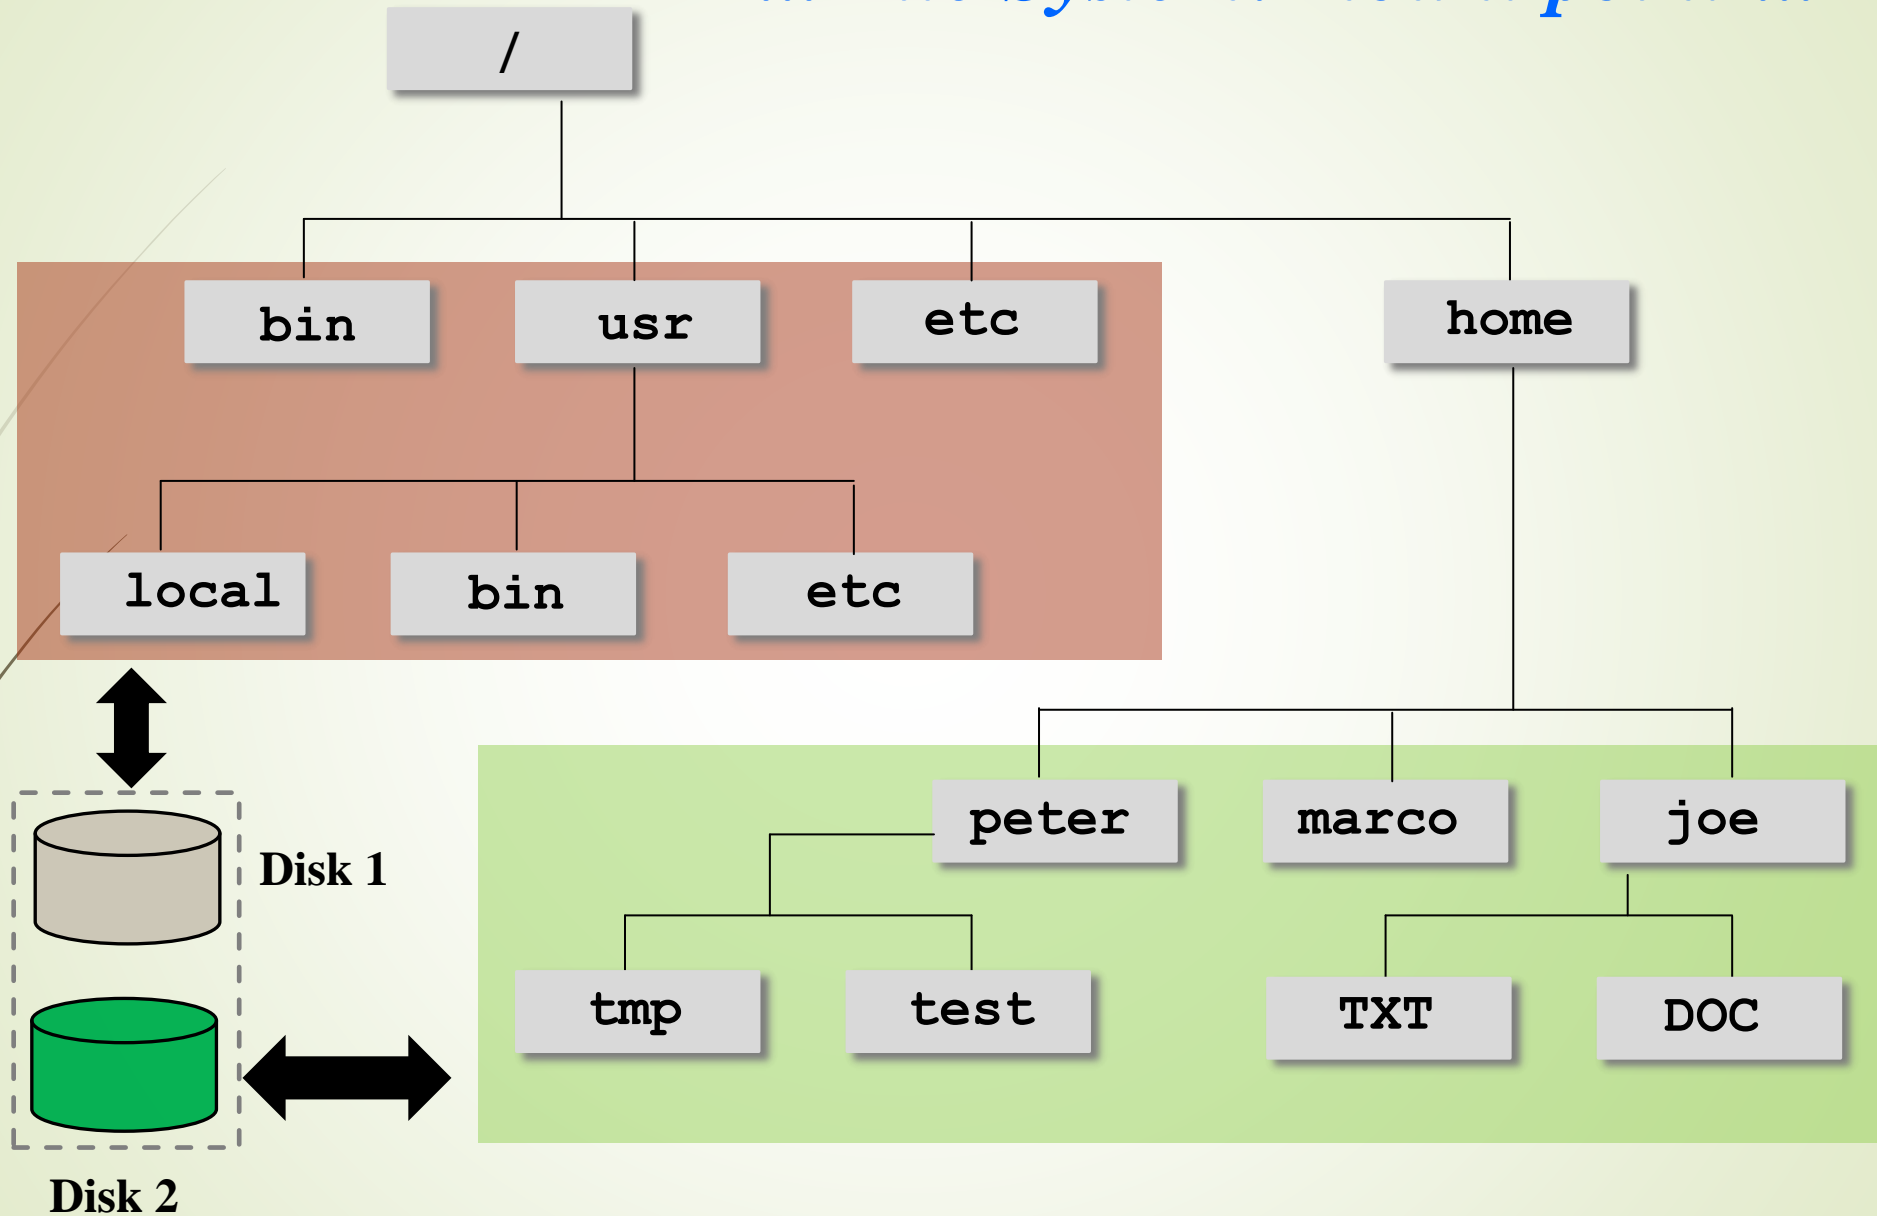 /
bin usr etc home
local bin etc
peter marco joe
Disk 1
tmp test TXT DOC
Disk 2